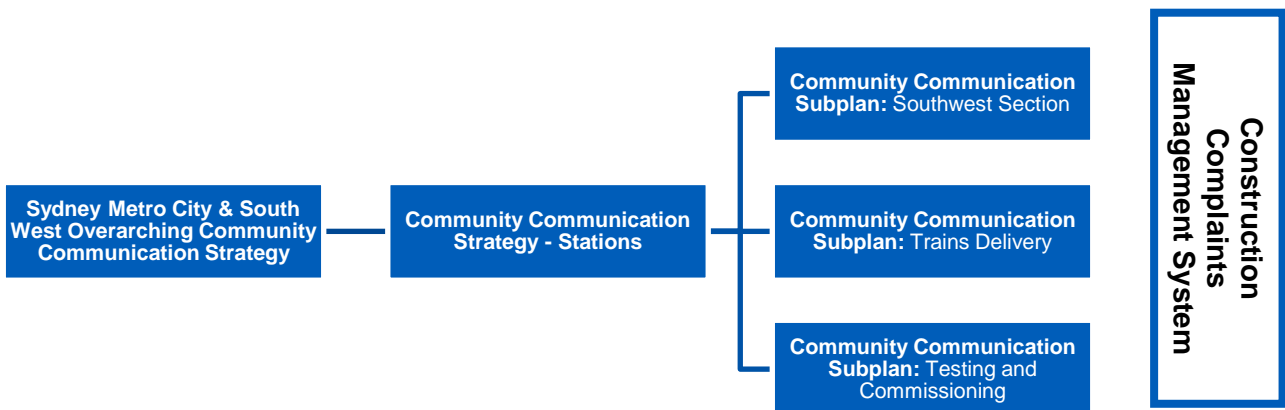 Sydney Metro City & South
West Overarching Community
Communication Strategy
Community Communication
Strategy - Stations
Community Communication
Subplan: Southwest Section
Community Communication
Subplan: Trains Delivery
Community Communication
Subplan: Testing and
Commissioning
Construction
Complaints
Management System